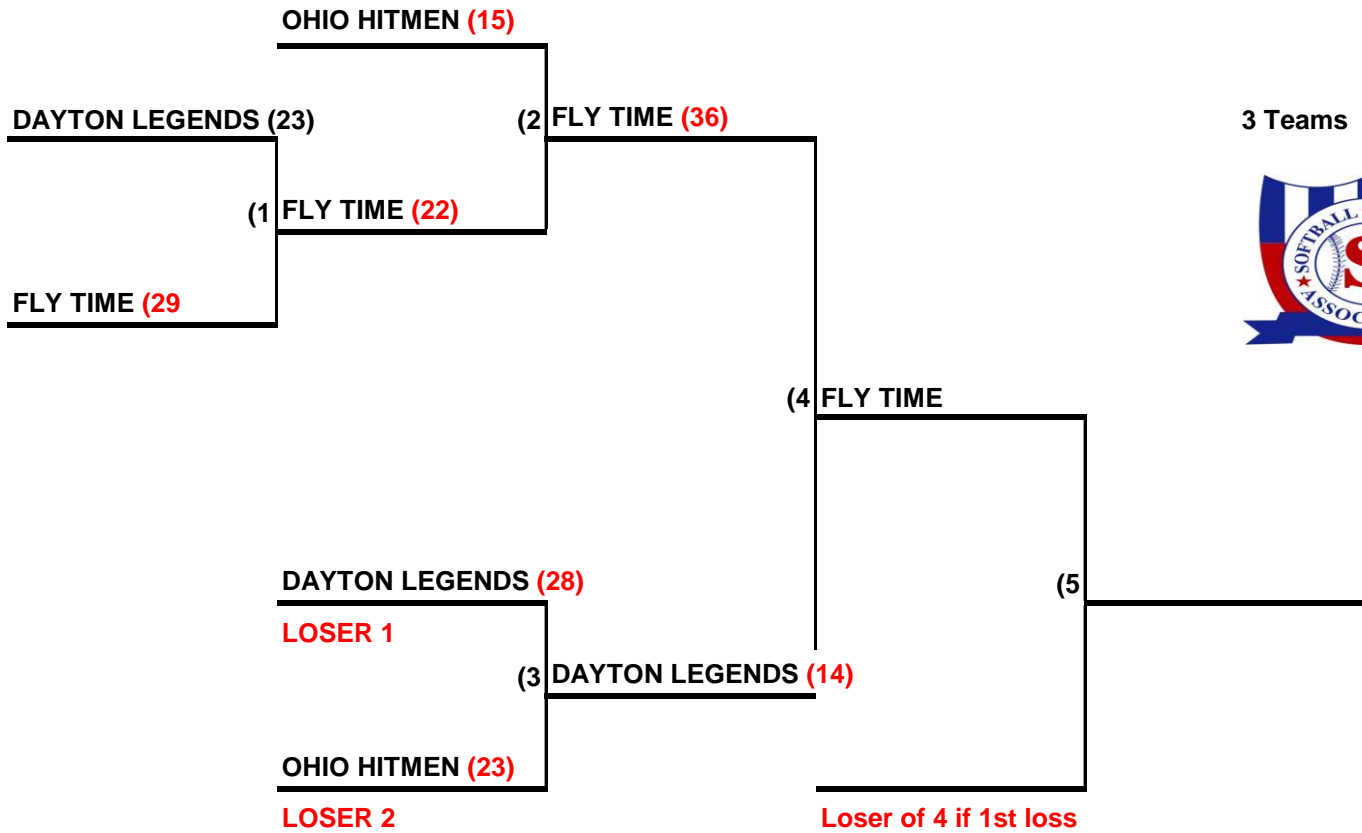 OHIO HITMEN (15)
DAYTON LEGENDS (23)
(2 FLY TIME (36)
3 Teams
(1 FLY TIME (22)
SOFTBALL
S
★ASSOC
FLY TIME (29
(4 FLY TIME
DAYTON LEGENDS (28)
(5
LOSER 1
(3 DAYTON LEGENDS (14)
OHIO HITMEN (23)
LOSER 2
Loser of 4 if 1st loss